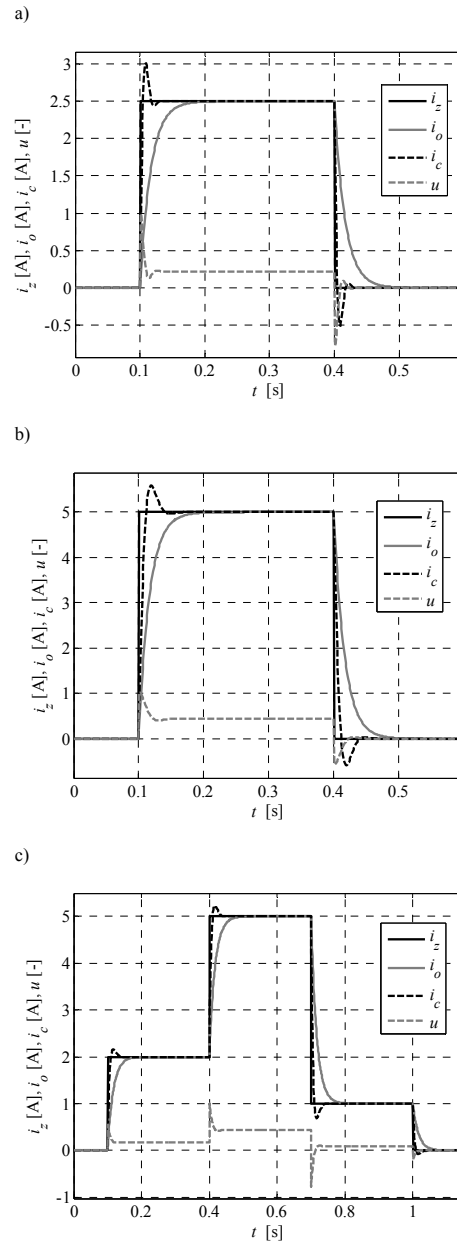 a)
i_z [A], i_o [A], i_c [A], u [-]
3
2.5
2
1.5
1
0.5
0
-0.5
0 0.1 0.2 0.3 0.4 0.5
t [s]
i_z
i_o
i_c
u
b)
i_z [A], i_o [A], i_c [A], u [-]
5
4
3
2
1
0
0 0.1 0.2 0.3 0.4 0.5
t [s]
i_z
i_o
i_c
u
c)
i_z [A], i_o [A], i_c [A], u [-]
5
4
3
2
1
0
-1
0 0.2 0.4 0.6 0.8 1
t [s]
i_z
i_o
i_c
u